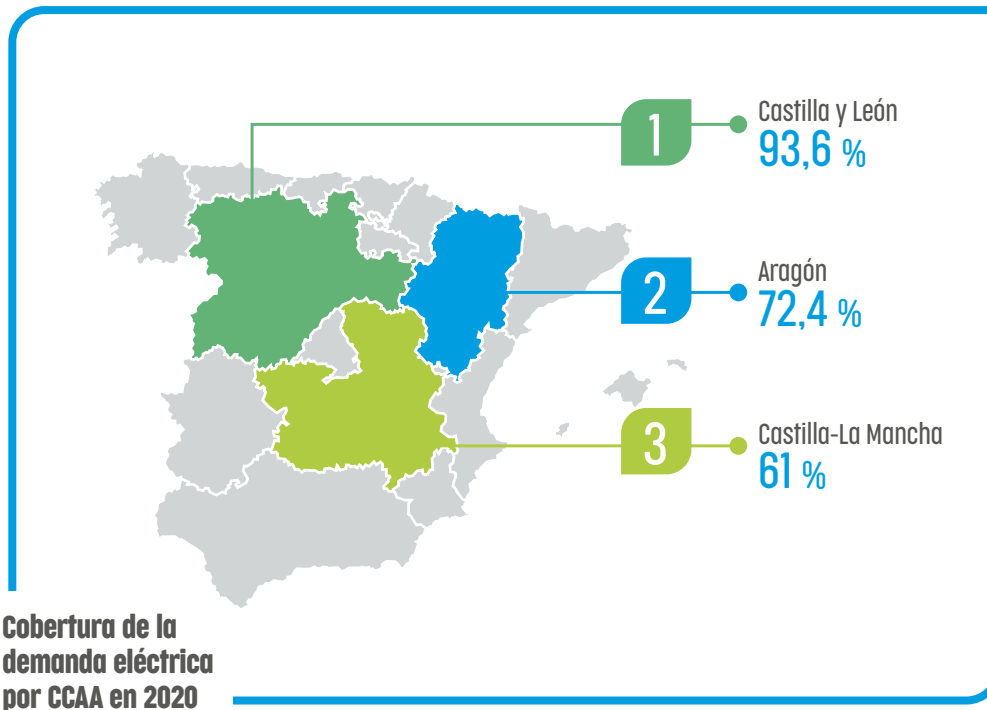 1
Castilla y León
93,6 %
2
Aragón
72,4 %
3
Castilla-La Mancha
61 %
Cobertura de la
demanda eléctrica
por CCAA en 2020